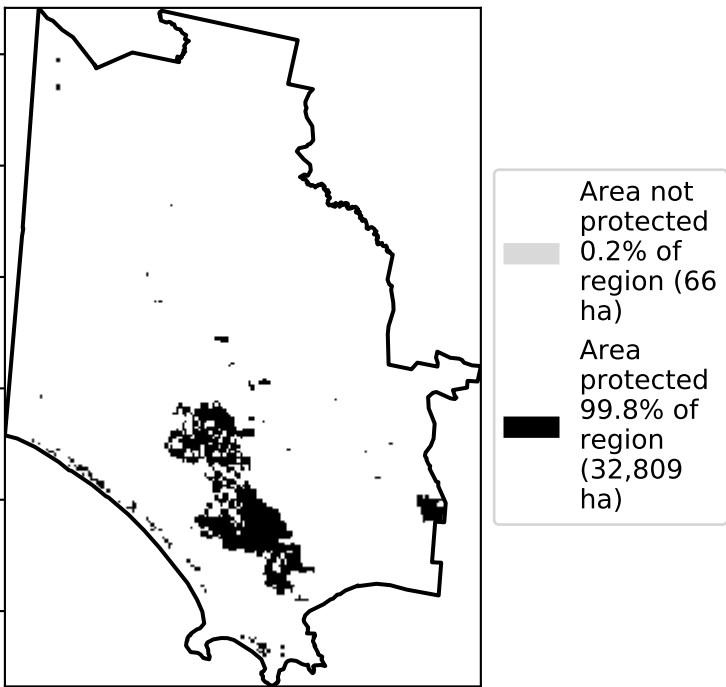 Area not
protected
0.2% of
region (66
ha)
Area
protected
99.8% of
region
(32,809
ha)